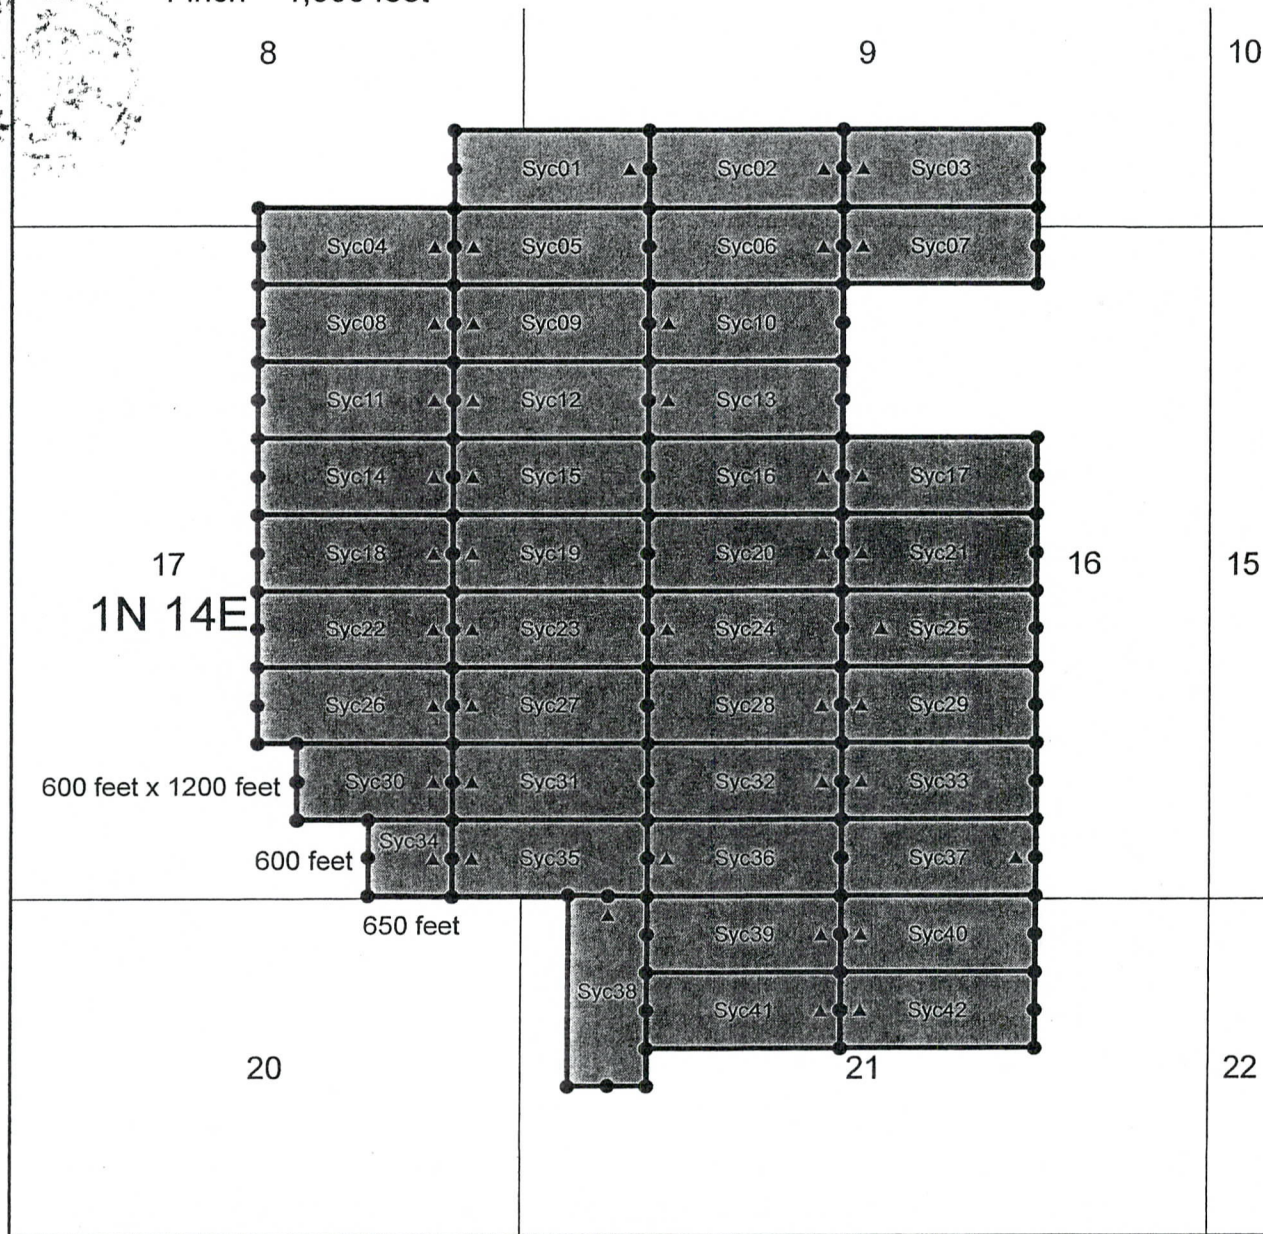 8 9 10
Syc01 Syc02 Syc03
Syc04 Syc05 Syc06 Syc07
Syc08 Syc09 Syc10
Syc11 Syc12 Syc13
Syc14 Syc15 Syc16 Syc17
17 Syc18 Syc19 Syc20 Syc21 16 15
1N 14E Syc22 Syc23 Syc24 Syc25
Syc26 Syc27 Syc28 Syc29
600 feet x 1200 feet Syc30 Syc31 Syc32 Syc33
600 feet Syc34 Syc35 Syc36 Syc37
650 feet Syc39 Syc40
Syc38 Syc41 Syc42
20 21 22